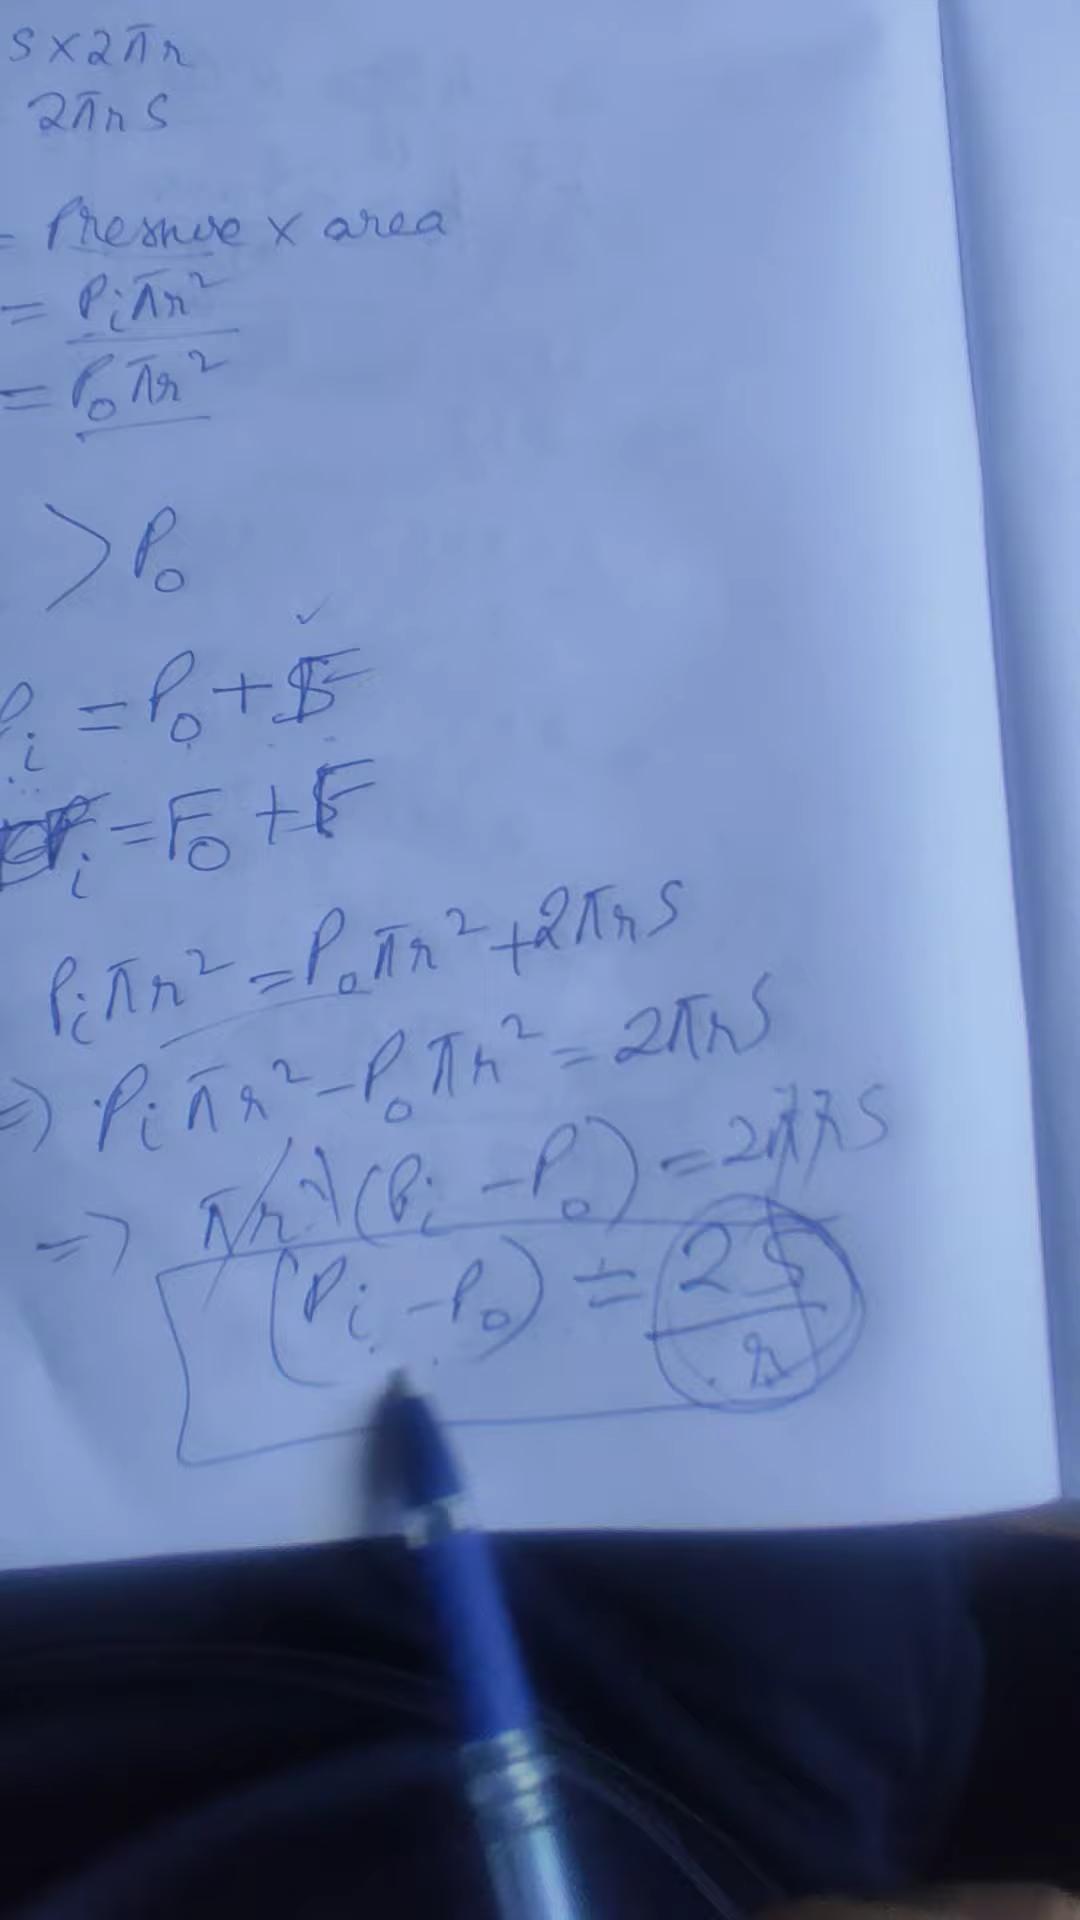 S×2πr
2πrS
= Pressure × area
= Pᵢπr²
= P₀πr²
> P₀
Pᵢ = P₀ + F
ᵢ = F₀ + F
Pᵢπr² = P₀πr² + 2πrS
⇒ Pᵢπr² - P₀πr² = 2πrS
⇒ πr²(Pᵢ - P₀) = 2πrS
(Pᵢ - P₀) = 2S/r